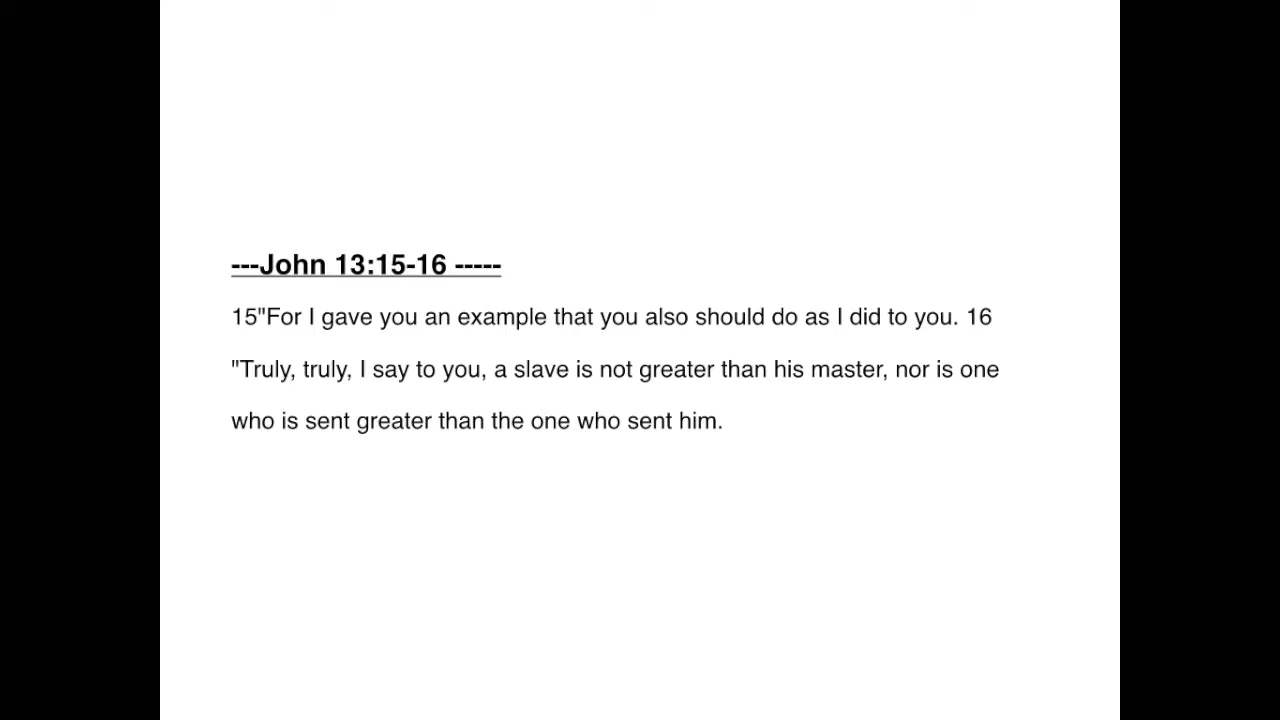 ---John 13:15-16 -----
15"For I gave you an example that you also should do as I did to you. 16
"Truly, truly, I say to you, a slave is not greater than his master, nor is one
who is sent greater than the one who sent him.